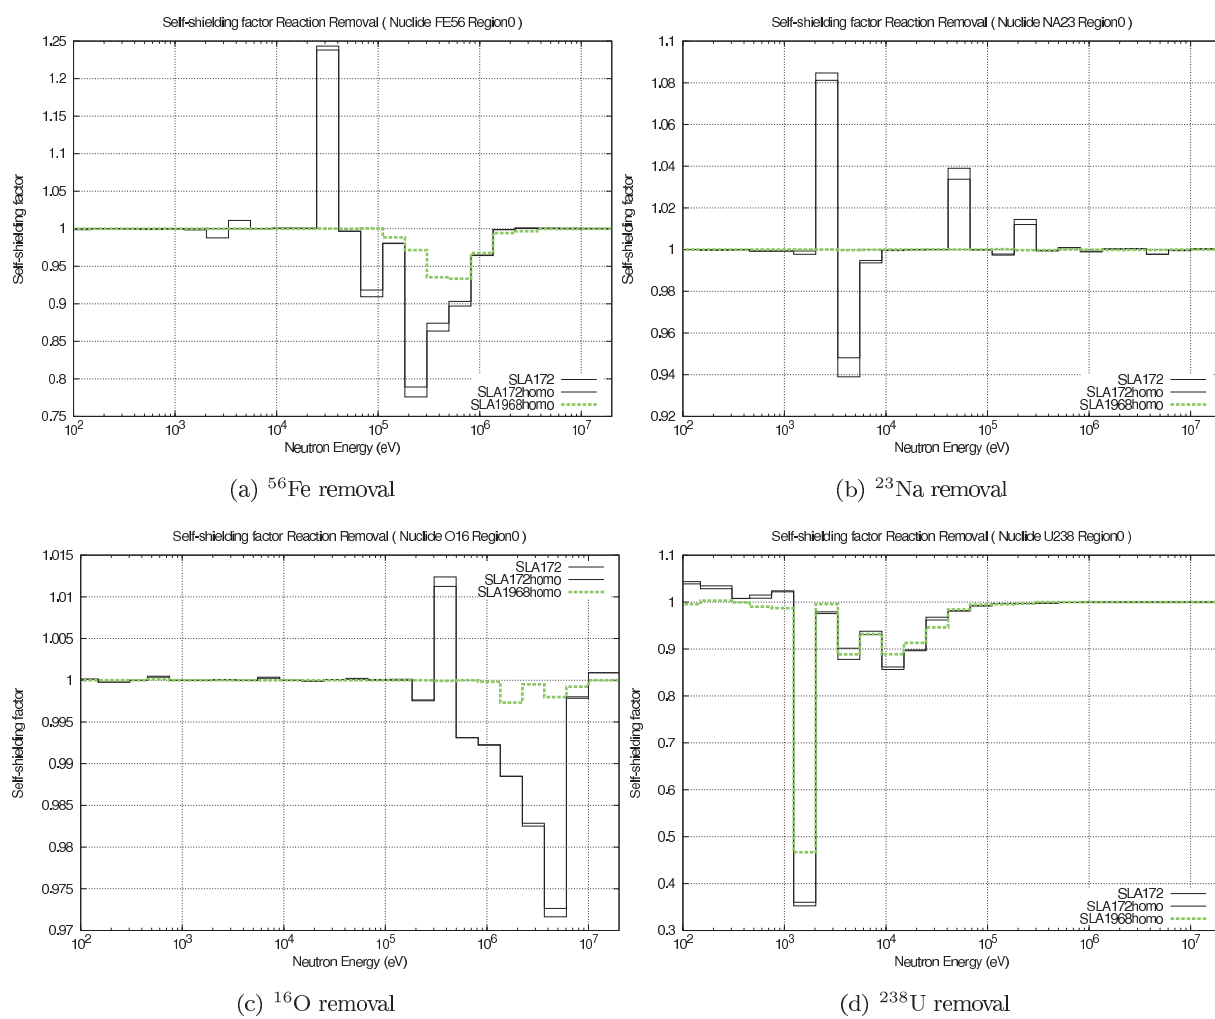 Self-shielding factor Reaction Removal ( Nuclide FE56 Region0 )
1.25
1.2
1.15
1.1
1.05
1
0.95
0.9
0.85
0.8
0.75
Self-shielding factor
SLA172
SLA172homo
SLA1968homo
10² 10³ 10⁴ 10⁵ 10⁶ 10⁷
Neutron Energy (eV)
(a) ⁵⁶Fe removal
Self-shielding factor Reaction Removal ( Nuclide NA23 Region0 )
1.1
1.08
1.06
1.04
1.02
1
0.98
0.96
0.94
0.92
Self-shielding factor
SLA172
SLA172homo
SLA1968homo
10² 10³ 10⁴ 10⁵ 10⁶ 10⁷
Neutron Energy (eV)
(b) ²³Na removal
Self-shielding factor Reaction Removal ( Nuclide O16 Region0 )
1.015
1.01
1.005
1
0.995
0.99
0.985
0.98
0.975
0.97
Self-shielding factor
SLA172
SLA172homo
SLA1968homo
10² 10³ 10⁴ 10⁵ 10⁶ 10⁷
Neutron Energy (eV)
(c) ¹⁶O removal
Self-shielding factor Reaction Removal ( Nuclide U238 Region0 )
1.1
1
0.9
0.8
0.7
0.6
0.5
0.4
0.3
Self-shielding factor
SLA172
SLA172homo
SLA1968homo
10² 10³ 10⁴ 10⁵ 10⁶ 10⁷
Neutron Energy (eV)
(d) ²³⁸U removal